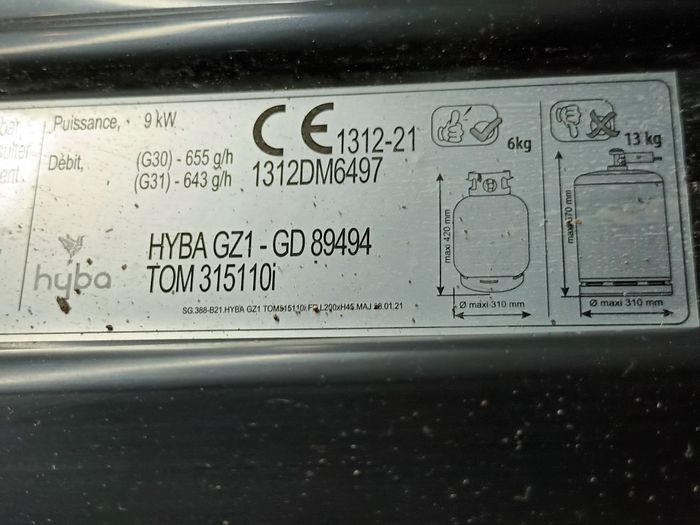 Puissance, 9 kW
Débit, (G30) - 655 g/h
(G31) - 643 g/h
CE 1312-21
1312DM6497
hyba
HYBA GZ1 - GD 89494
TOM 315110i
6kg
maxi 420 mm
Ø maxi 310 mm
13 kg
Ø maxi 310 mm